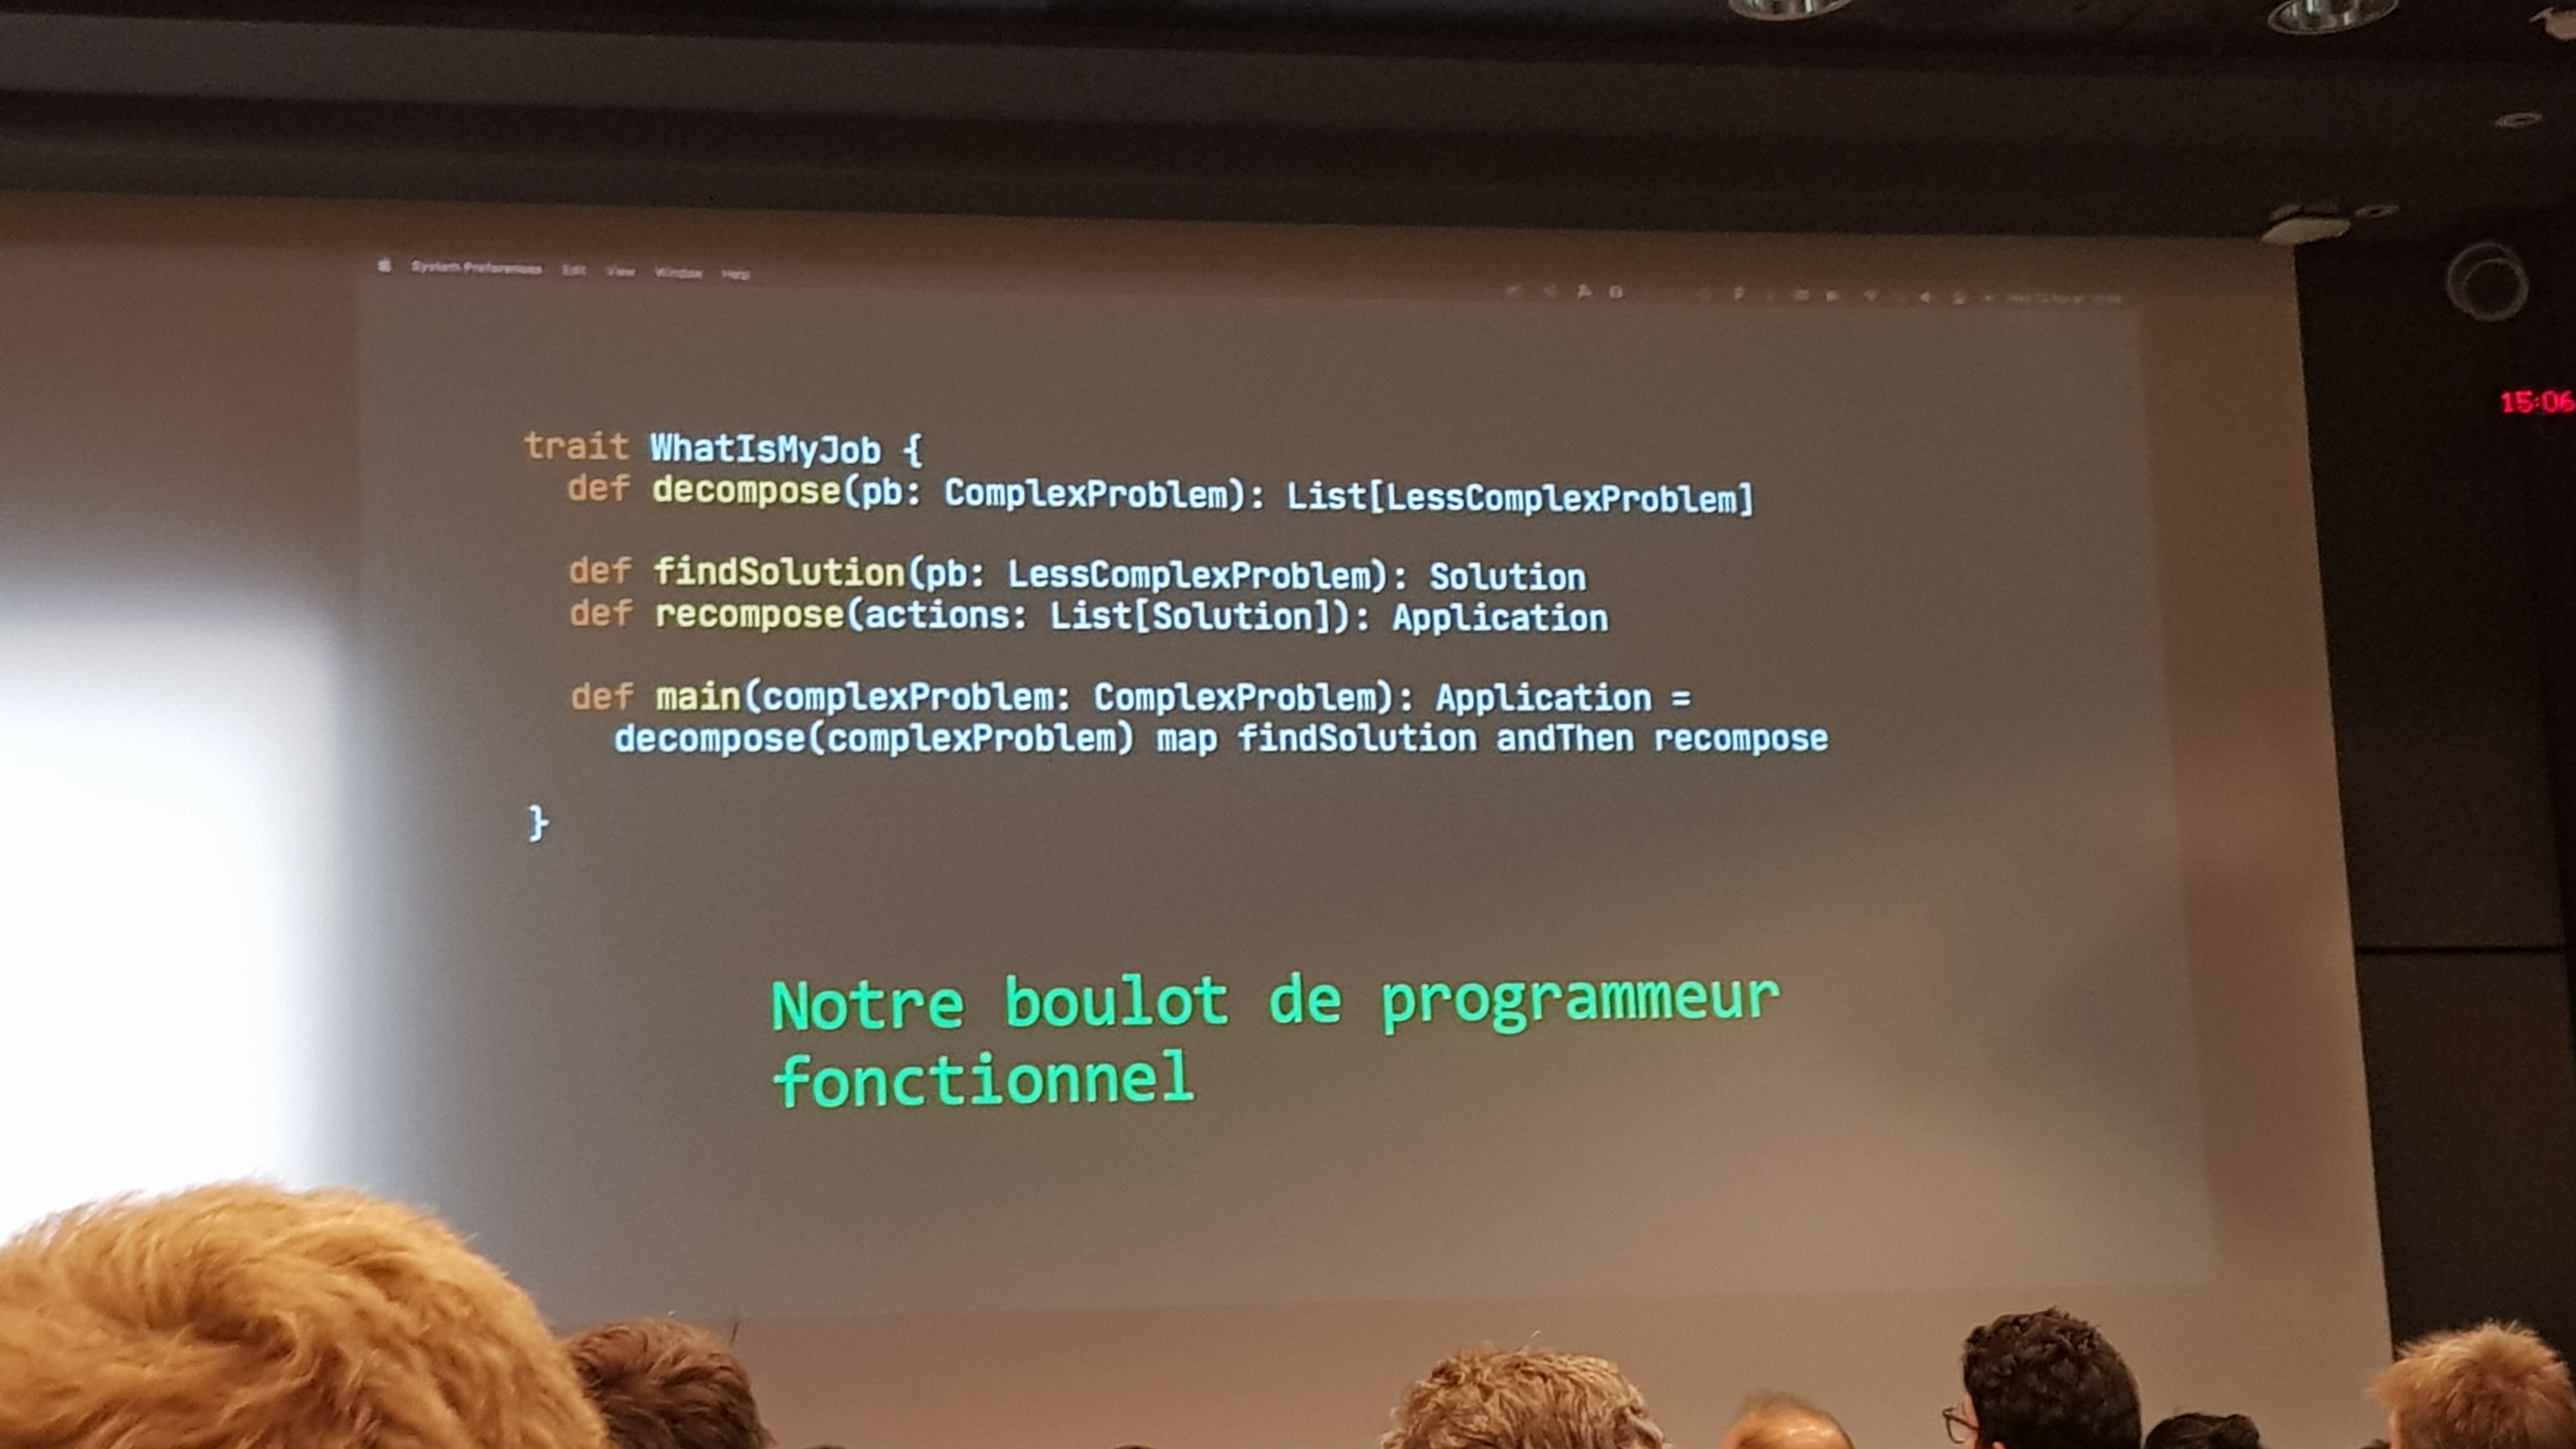 System Preferences Edit View Window Help
15:06
trait WhatIsMyJob {
def decompose(pb: ComplexProblem): List[LessComplexProblem]
def findSolution(pb: LessComplexProblem): Solution
def recompose(actions: List[Solution]): Application
def main(complexProblem: ComplexProblem): Application =
decompose(complexProblem) map findSolution andThen recompose
}
Notre boulot de programmeur
fonctionnel